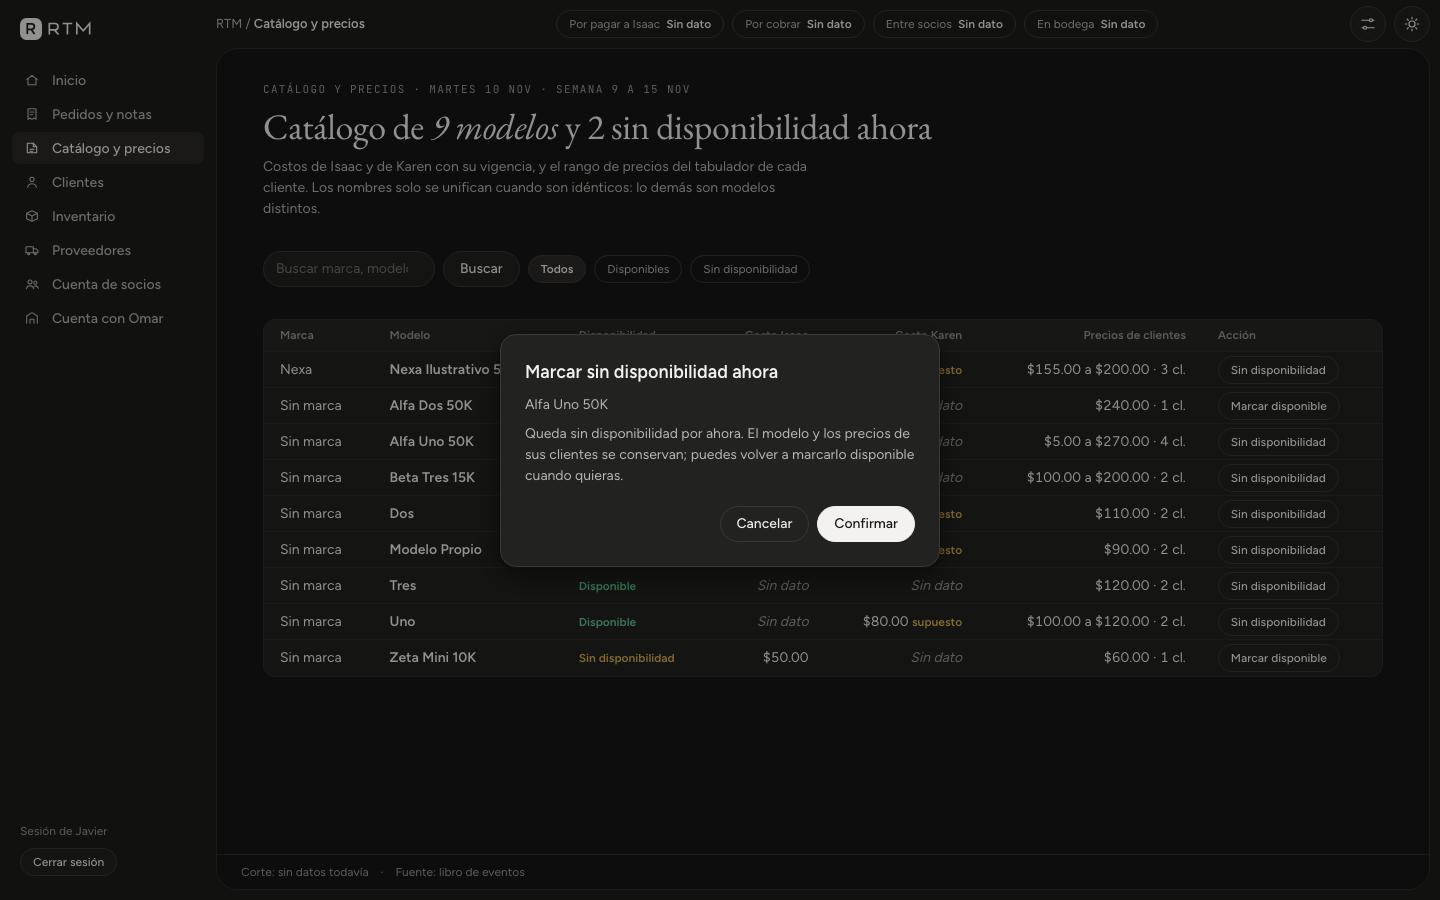 R RTM
RTM / Catálogo y precios
Por pagar a Isaac Sin dato
Por cobrar Sin dato
Entre socios Sin dato
En bodega Sin dato
Inicio
Pedidos y notas
Catálogo y precios
Clientes
Inventario
Proveedores
Cuenta de socios
Cuenta con Omar
CATÁLOGO Y PRECIOS · MARTES 10 NOV · SEMANA 9 A 15 NOV
Catálogo de 9 modelos y 2 sin disponibilidad ahora
Costos de Isaac y de Karen con su vigencia, y el rango de precios del tabulador de cada
cliente. Los nombres solo se unifican cuando son idénticos: lo demás son modelos
distintos.
Buscar marca, model
Buscar
Todos
Disponibles
Sin disponibilidad
Marca Modelo Disponibilidad Costo Isaac Costo Karen Precios de clientes Acción
Nexa Nexa Ilustrativo 5 esto $155.00 a $200.00 · 3 cl. Sin disponibilidad
Sin marca Alfa Dos 50K dato $240.00 · 1 cl. Marcar disponible
Sin marca Alfa Uno 50K dato $5.00 a $270.00 · 4 cl. Sin disponibilidad
Sin marca Beta Tres 15K dato $100.00 a $200.00 · 2 cl. Sin disponibilidad
Sin marca Dos esto $110.00 · 2 cl. Sin disponibilidad
Sin marca Modelo Propio esto $90.00 · 2 cl. Sin disponibilidad
Sin marca Tres Disponible Sin dato Sin dato $120.00 · 2 cl. Sin disponibilidad
Sin marca Uno Disponible Sin dato $80.00 supuesto $100.00 a $120.00 · 2 cl. Sin disponibilidad
Sin marca Zeta Mini 10K Sin disponibilidad $50.00 Sin dato $60.00 · 1 cl. Marcar disponible
Marcar sin disponibilidad ahora
Alfa Uno 50K
Queda sin disponibilidad por ahora. El modelo y los precios de
sus clientes se conservan; puedes volver a marcarlo disponible
cuando quieras.
Cancelar
Confirmar
Sesión de Javier
Cerrar sesión
Corte: sin datos todavía · Fuente: libro de eventos